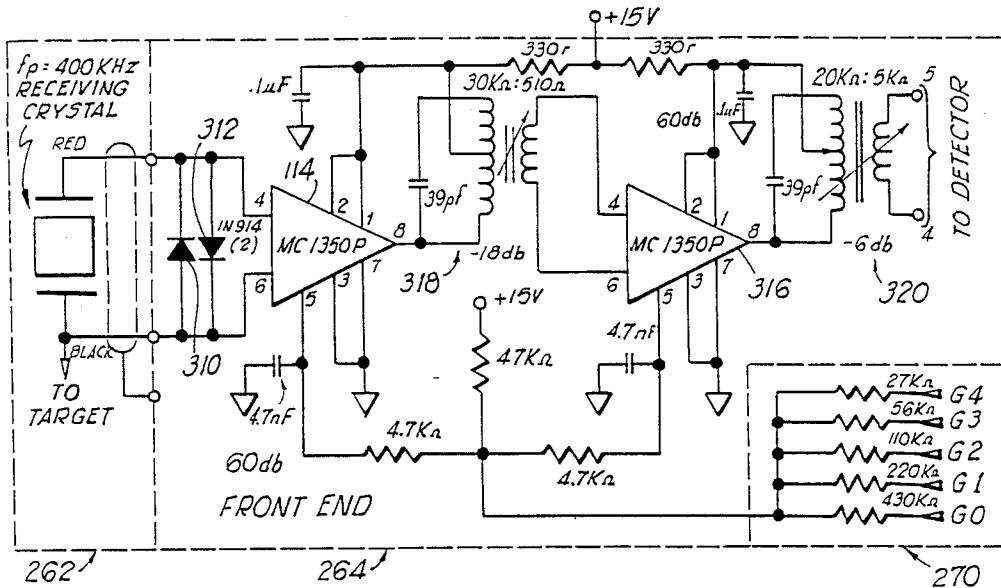 +15V
fp=400KHz
RECEIVING
CRYSTAL
312
RED
.1uF
114
330r
330r
30KΩ:510Ω
60db
.1uF
20KΩ:5KΩ
5
4
TO DETECTOR
1N914
(2)
4
2
1
MC1350P
8
6
5
3
7
39pf
318
-18db
4
2
1
MC1350P
8
6
5
3
7
316
39pf
-6db
320
BLACK
310
TO
TARGET
4.7nF
60db
+15V
47KΩ
4.7nF
4.7KΩ
4.7KΩ
FRONT END
27KΩ G4
56KΩ G3
110KΩ G2
220KΩ G1
430KΩ G0
262
264
270